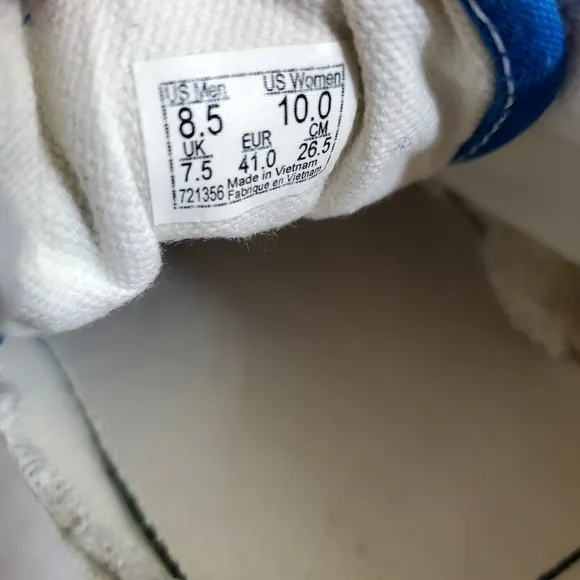 US Men US Women
8.5 10.0
UK EUR CM
7.5 41.0 26.5
Made in Vietnam
721356 Fabrique en Vietnam